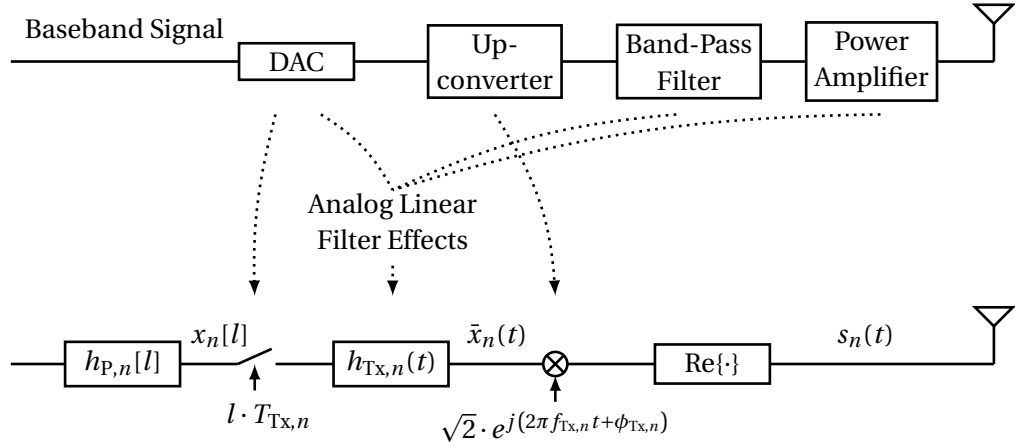 Baseband Signal
DAC
Up-
converter
Band-Pass
Filter
Power
Amplifier
Analog Linear
Filter Effects
h_{P,n}[l]
x_n[l]
l · T_{Tx,n}
h_{Tx,n}(t)
x̄_n(t)
√2 · e^{j(2πf_{Tx,n}t+ϕ_{Tx,n})}
Re{·}
s_n(t)